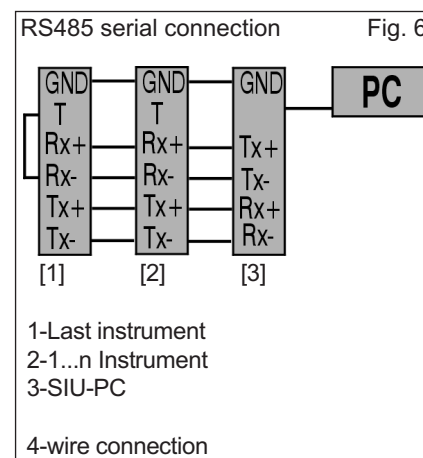 RS485 serial connection Fig. 6
GND GND GND PC
T T
Rx+ Rx+ Tx+
Rx- Rx- Tx-
Tx+ Tx+ Rx+
Tx- Tx- Rx-
[1] [2] [3]
1-Last instrument
2-1...n Instrument
3-SIU-PC
4-wire connection